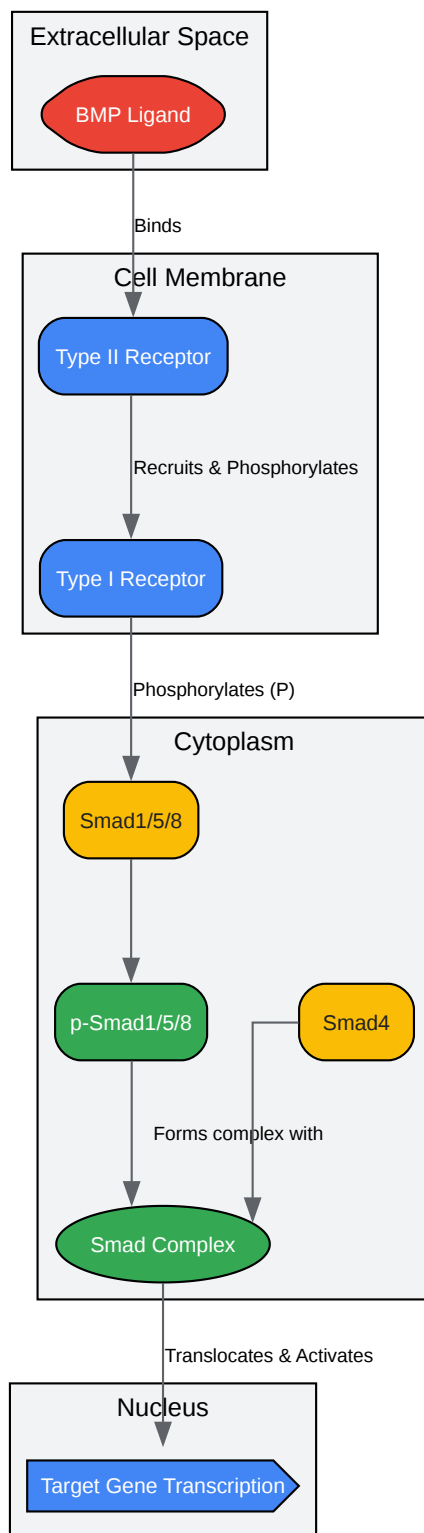 Extracellular Space
BMP Ligand
Binds
Cell Membrane
Type II Receptor
Recruits & Phosphorylates
Type I Receptor
Phosphorylates (P)
Cytoplasm
Smad1/5/8
p-Smad1/5/8
Smad4
Forms complex with
Smad Complex
Translocates & Activates
Nucleus
Target Gene Transcription